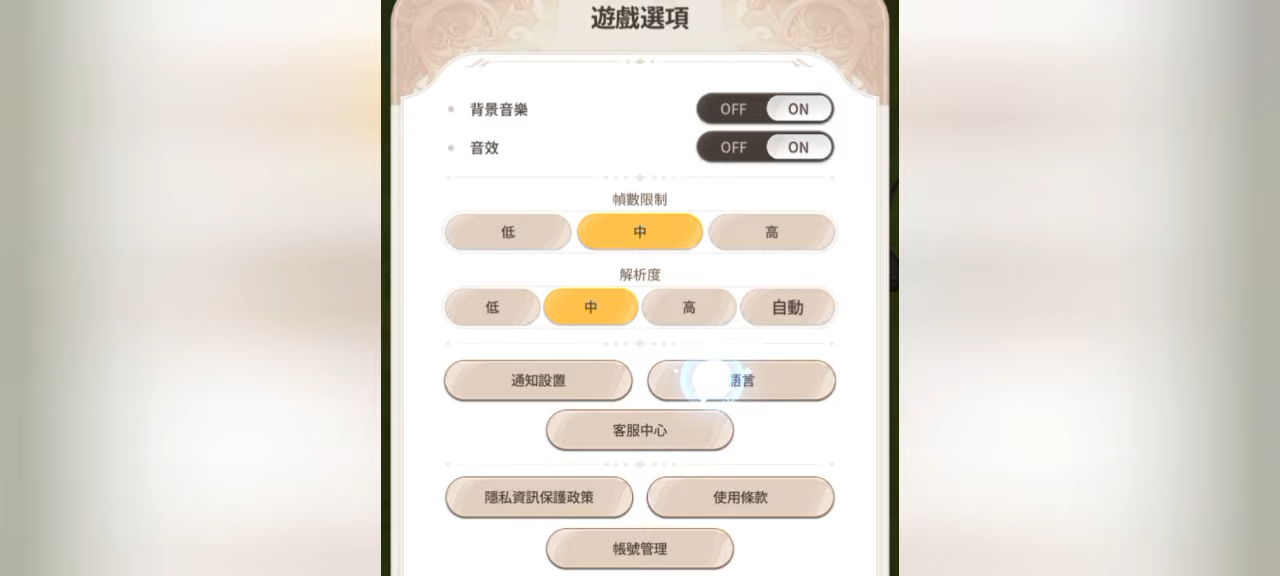 遊戲選項
背景音樂 OFF ON
音效 OFF ON
幀數限制
低 中 高
解析度
低 中 高 自動
通知設置 語言
客服中心
隱私資訊保護政策 使用條款
帳號管理